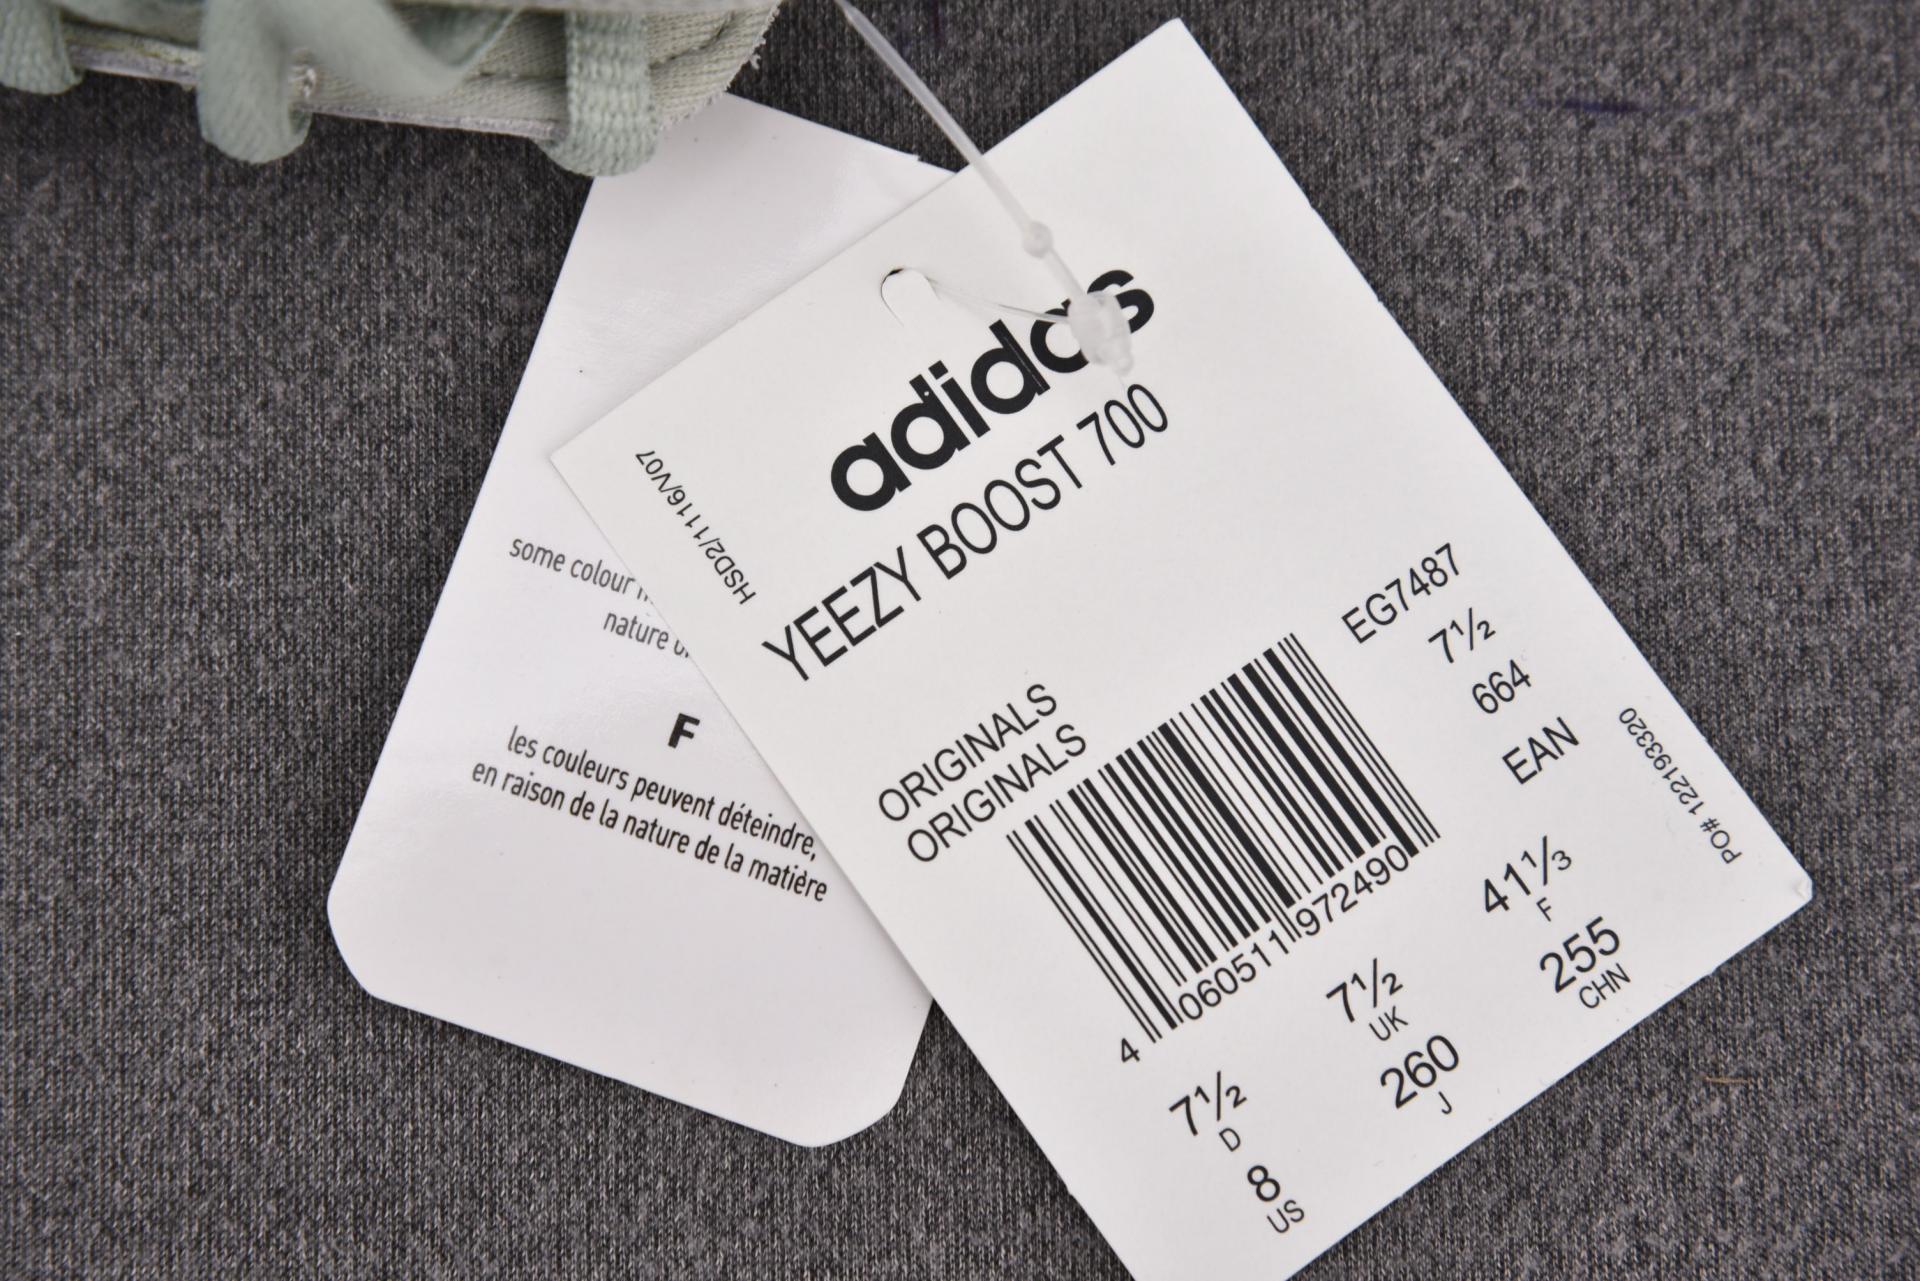 adidas
YEEZY BOOST 700
HSD2/1116/V07
ORIGINALS
ORIGINALS
EG7487
7½
664
EAN
4 060511 972490
PO# 122193320
7½ D
7½ UK
41⅓ F
8 US
260 J
255 CHN
some colour
nature
F
les couleurs peuvent déteindre,
en raison de la nature de la matière